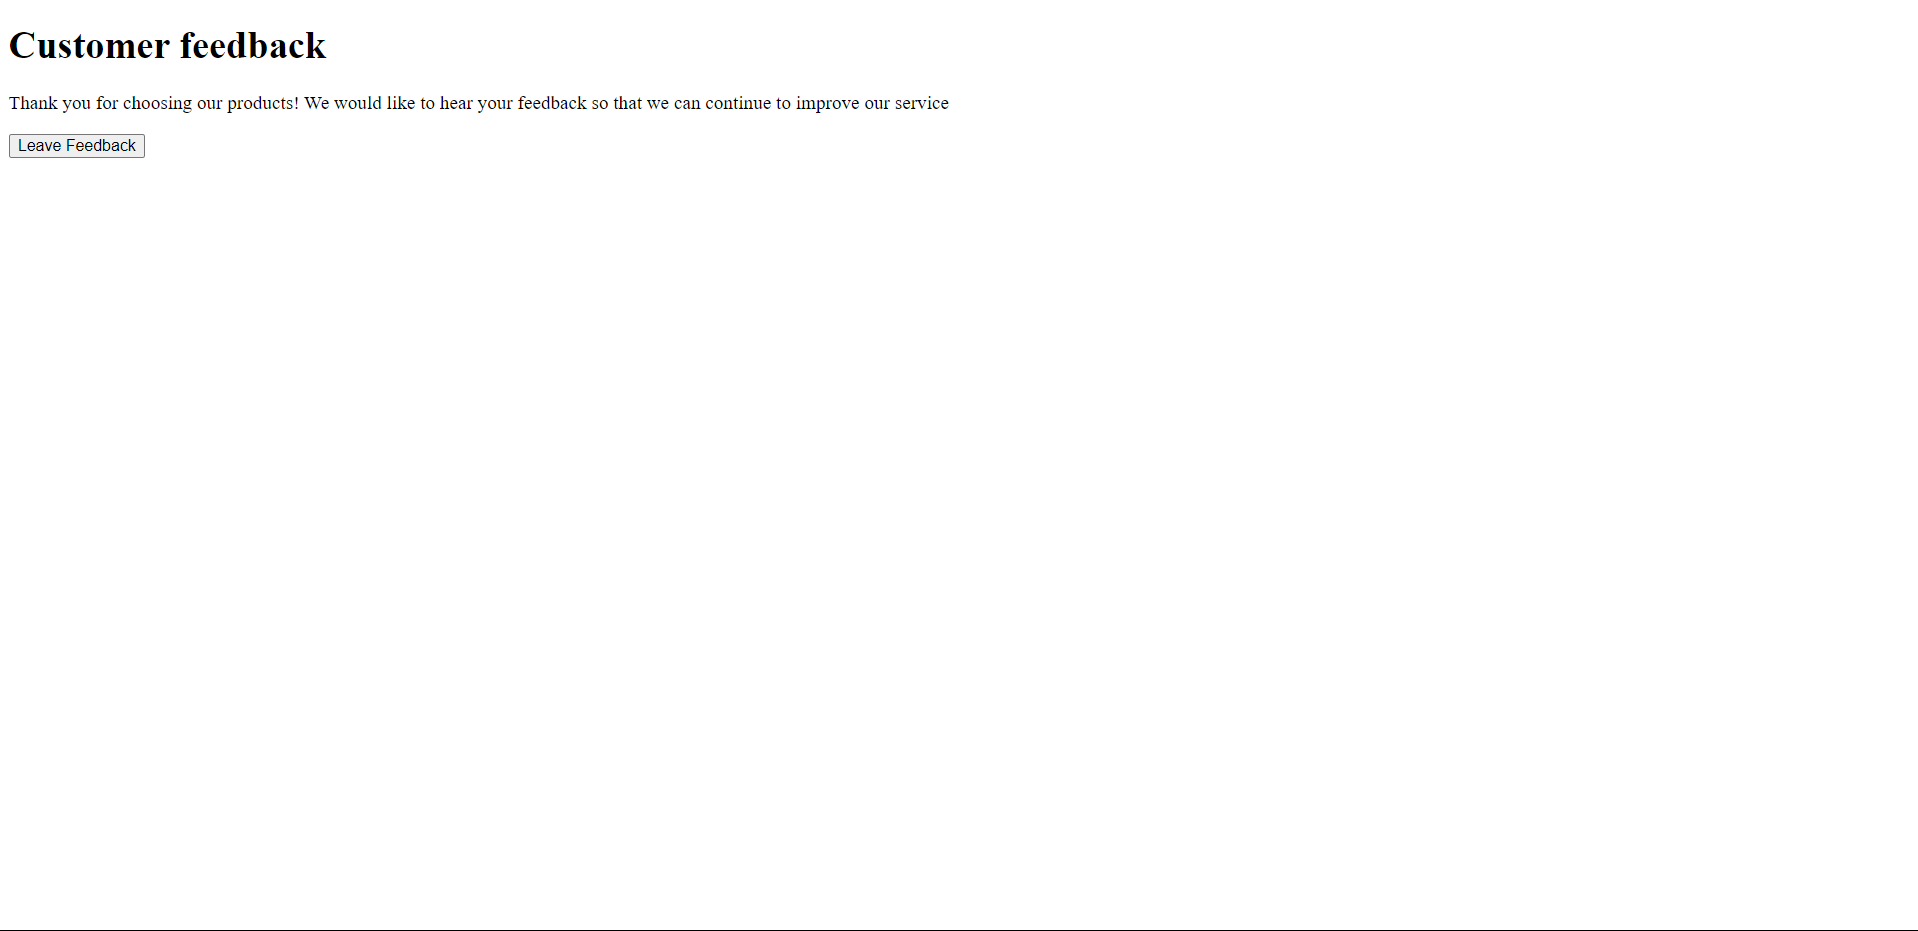 Customer feedback
Thank you for choosing our products! We would like to hear your feedback so that we can continue to improve our service
Leave Feedback